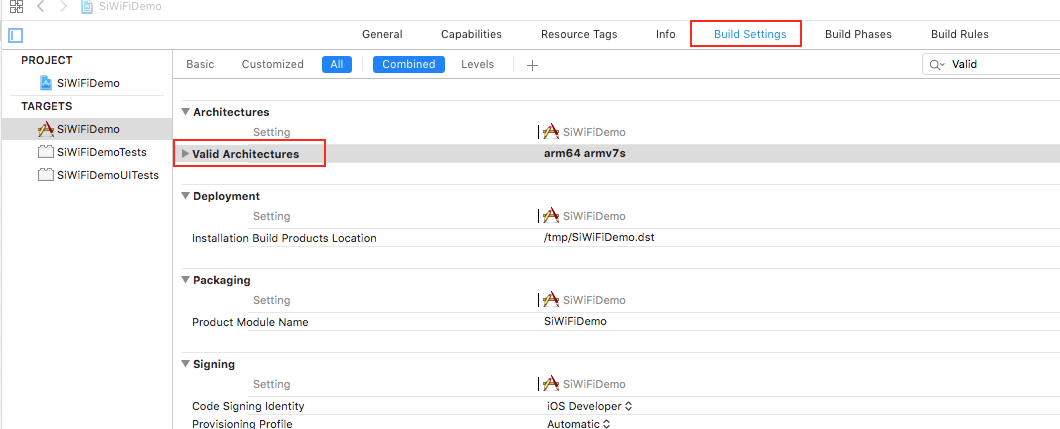 SiWiFiDemo
General Capabilities Resource Tags Info Build Settings Build Phases Build Rules
PROJECT
SiWiFiDemo
TARGETS
SiWiFiDemo
SiWiFiDemoTests
SiWiFiDemoUITests
Basic Customized All Combined Levels + Valid
Architectures
Setting SiWiFiDemo
Valid Architectures arm64 armv7s
Deployment
Setting SiWiFiDemo
Installation Build Products Location /tmp/SiWiFiDemo.dst
Packaging
Setting SiWiFiDemo
Product Module Name SiWiFiDemo
Signing
Setting SiWiFiDemo
Code Signing Identity iOS Developer
Provisioning Profile Automatic